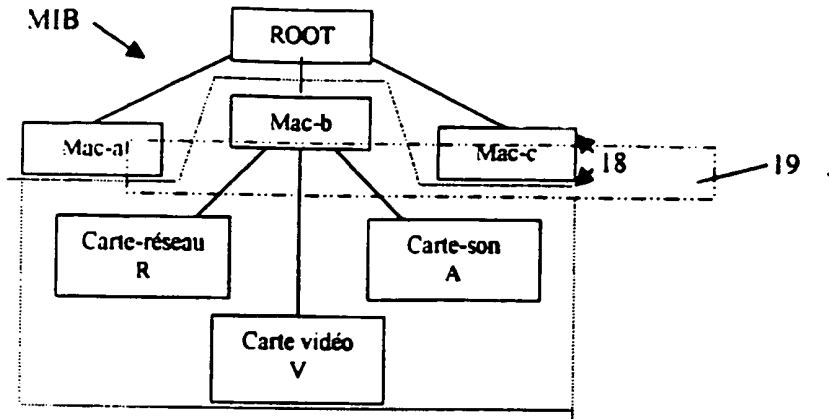 MIB
ROOT
Mac-a
Mac-b
Mac-c
18
19
Carte-réseau
R
Carte-son
A
Carte vidéo
V